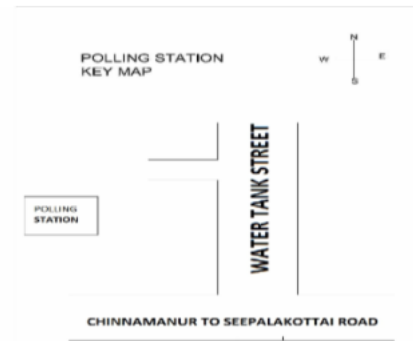 POLLING STATION
KEY MAP
N
W E
S
WATER TANK STREET
POLLING
STATION
CHINNAMANUR TO SEEPALAKOTTAI ROAD